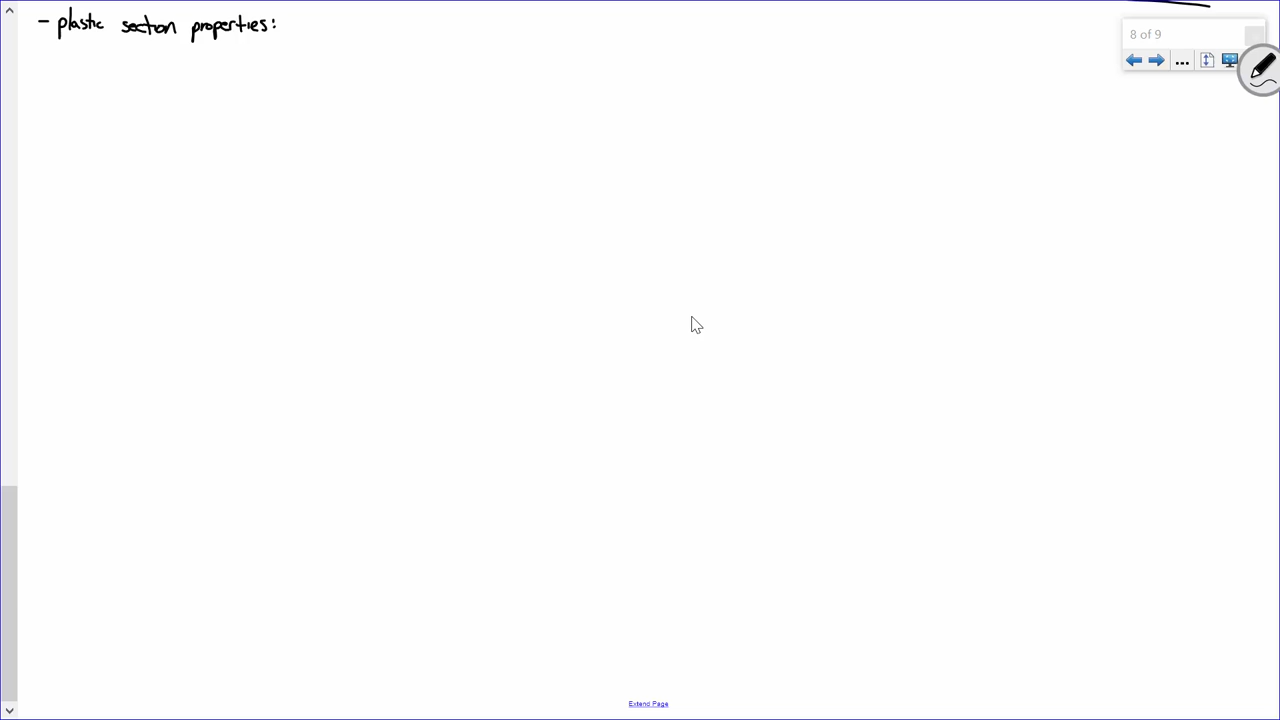 - plastic section properties:
8 of 9
...
Extend Page